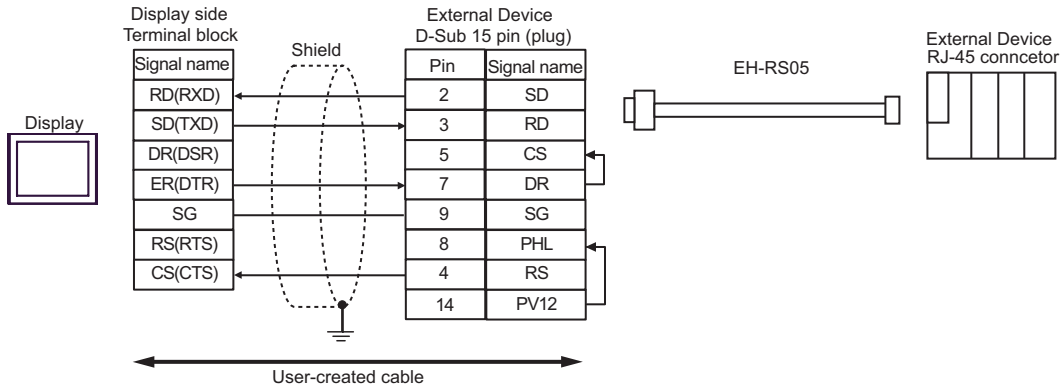 Display side
Terminal block
External Device
D-Sub 15 pin (plug)
Shield
Signal name
Pin
Signal name
RD(RXD)
2
SD
SD(TXD)
3
RD
DR(DSR)
5
CS
ER(DTR)
7
DR
SG
9
SG
RS(RTS)
8
PHL
CS(CTS)
4
RS
14
PV12
Display
EH-RS05
External Device
RJ-45 conncetor
User-created cable